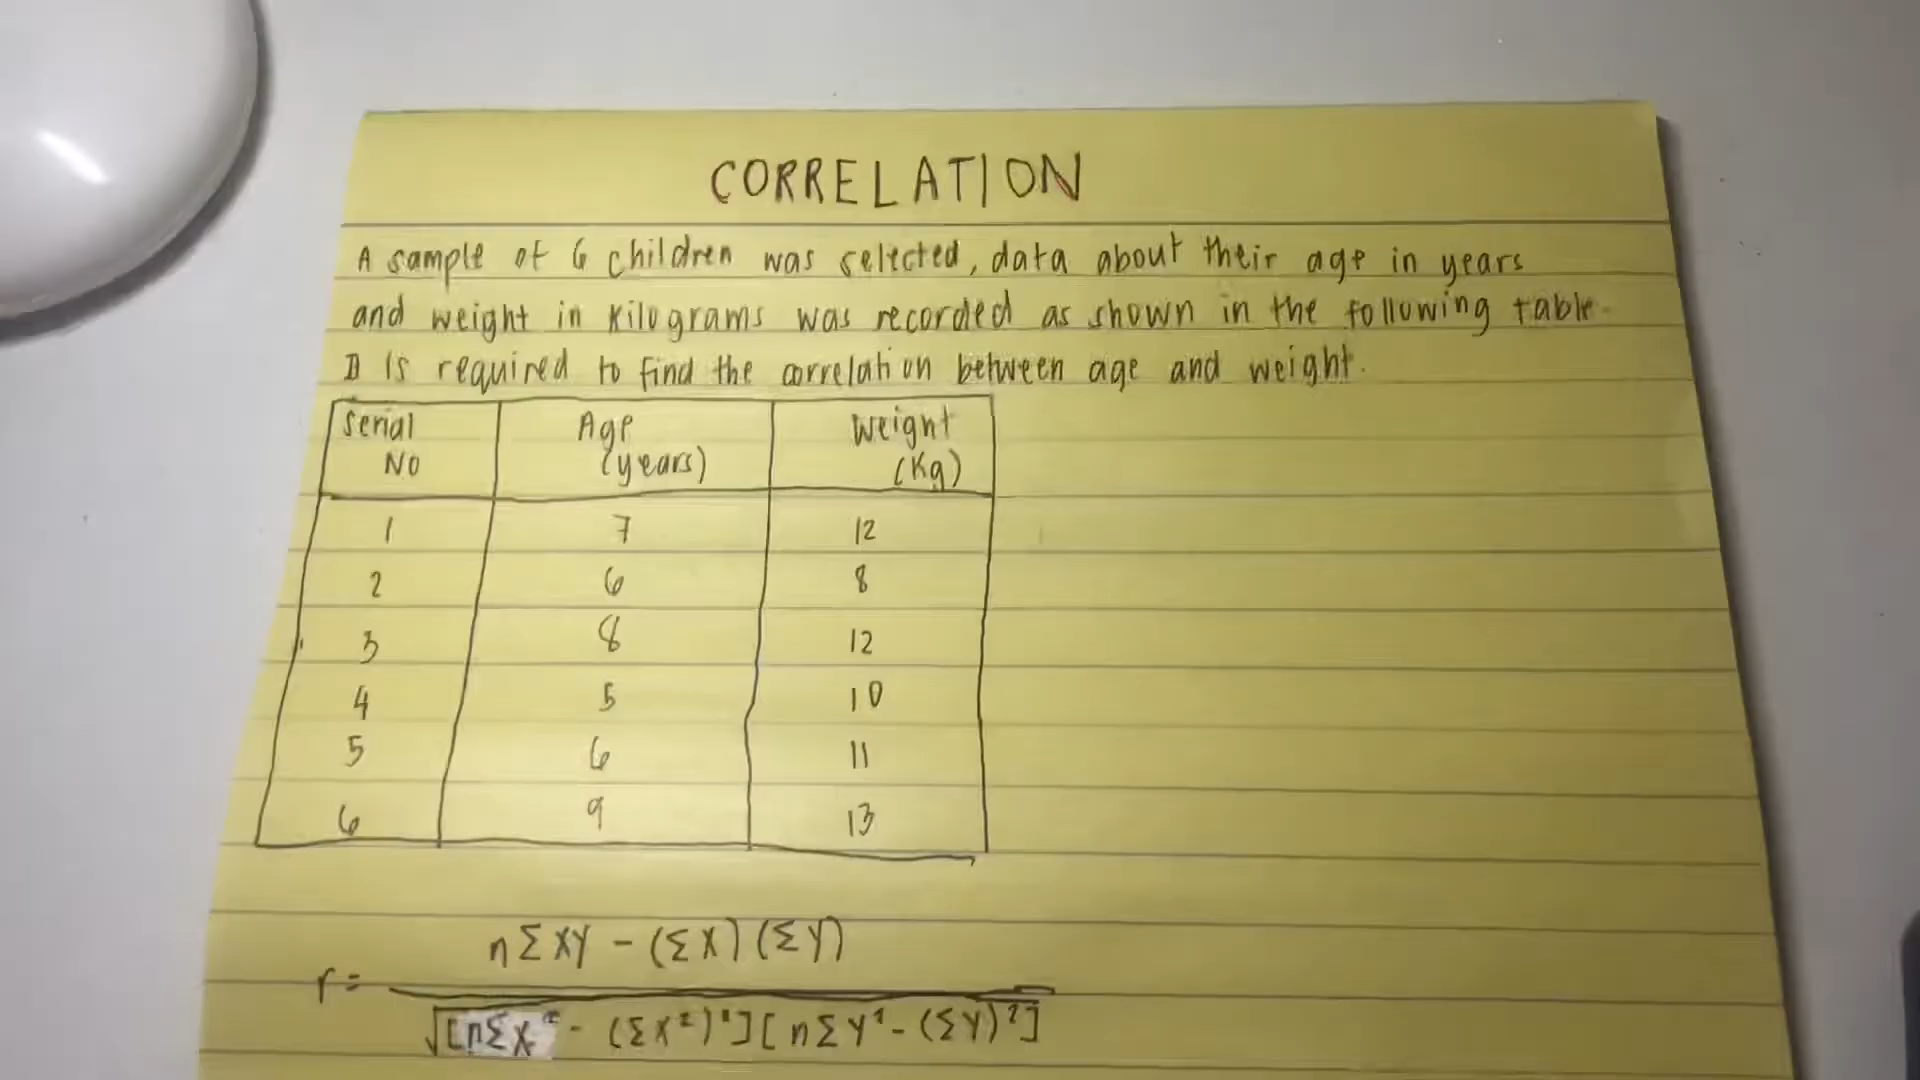 CORRELATION
A sample of 6 children was selected, data about their age in years
and weight in kilograms was recorded as shown in the following table.
It is required to find the correlation between age and weight.
Serial No Age (years) Weight (Kg)
1 7 12
2 6 8
3 8 12
4 5 10
5 6 11
6 9 13
n Σ XY - (Σ X) (Σ Y)
r =
√[nΣX² - (ΣX²)²] [nΣY² - (ΣY)²]